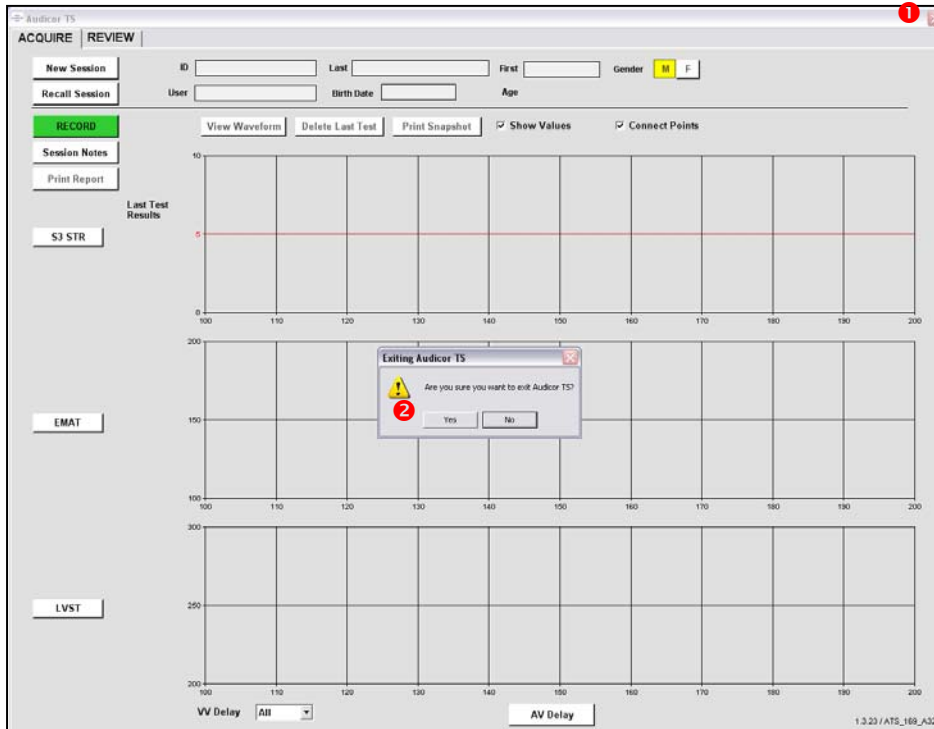 Audicor TS
1
ACQUIRE REVIEW
New Session ID Last First Gender M F
Recall Session User Birth Date Age
RECORD View Waveform Delete Last Test Print Snapshot Show Values Connect Points
Session Notes
Print Report
Last Test
Results
10
S3 STR 5
0
100 110 120 130 140 150 160 170 180 190 200
200
Exiting Audicor TS
Are you sure you want to exit Audicor TS?
2
EMAT 150 Yes No
100
100 110 120 130 140 150 160 170 180 190 200
300
LVST 250
200
100 110 120 130 140 150 160 170 180 190 200
VV Delay All AV Delay
1.3.23 / ATS_169_A32